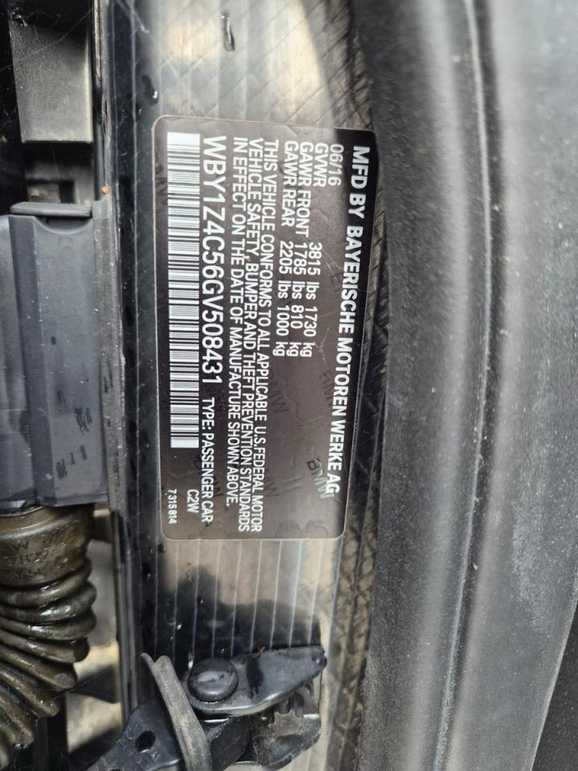 MFD BY BAYERISCHE MOTOREN WERKE AG
06/16
GVWR 3815 lbs 1730 kg
GAWR FRONT 1785 lbs 810 kg
GAWR REAR 2205 lbs 1000 kg
THIS VEHICLE CONFORMS TO ALL APPLICABLE U.S. FEDERAL MOTOR
VEHICLE SAFETY, BUMPER AND THEFT PREVENTION STANDARDS
IN EFFECT ON THE DATE OF MANUFACTURE SHOWN ABOVE.
WBY1Z4C56GV508431 TYPE: PASSENGER CAR
C2W
7315814